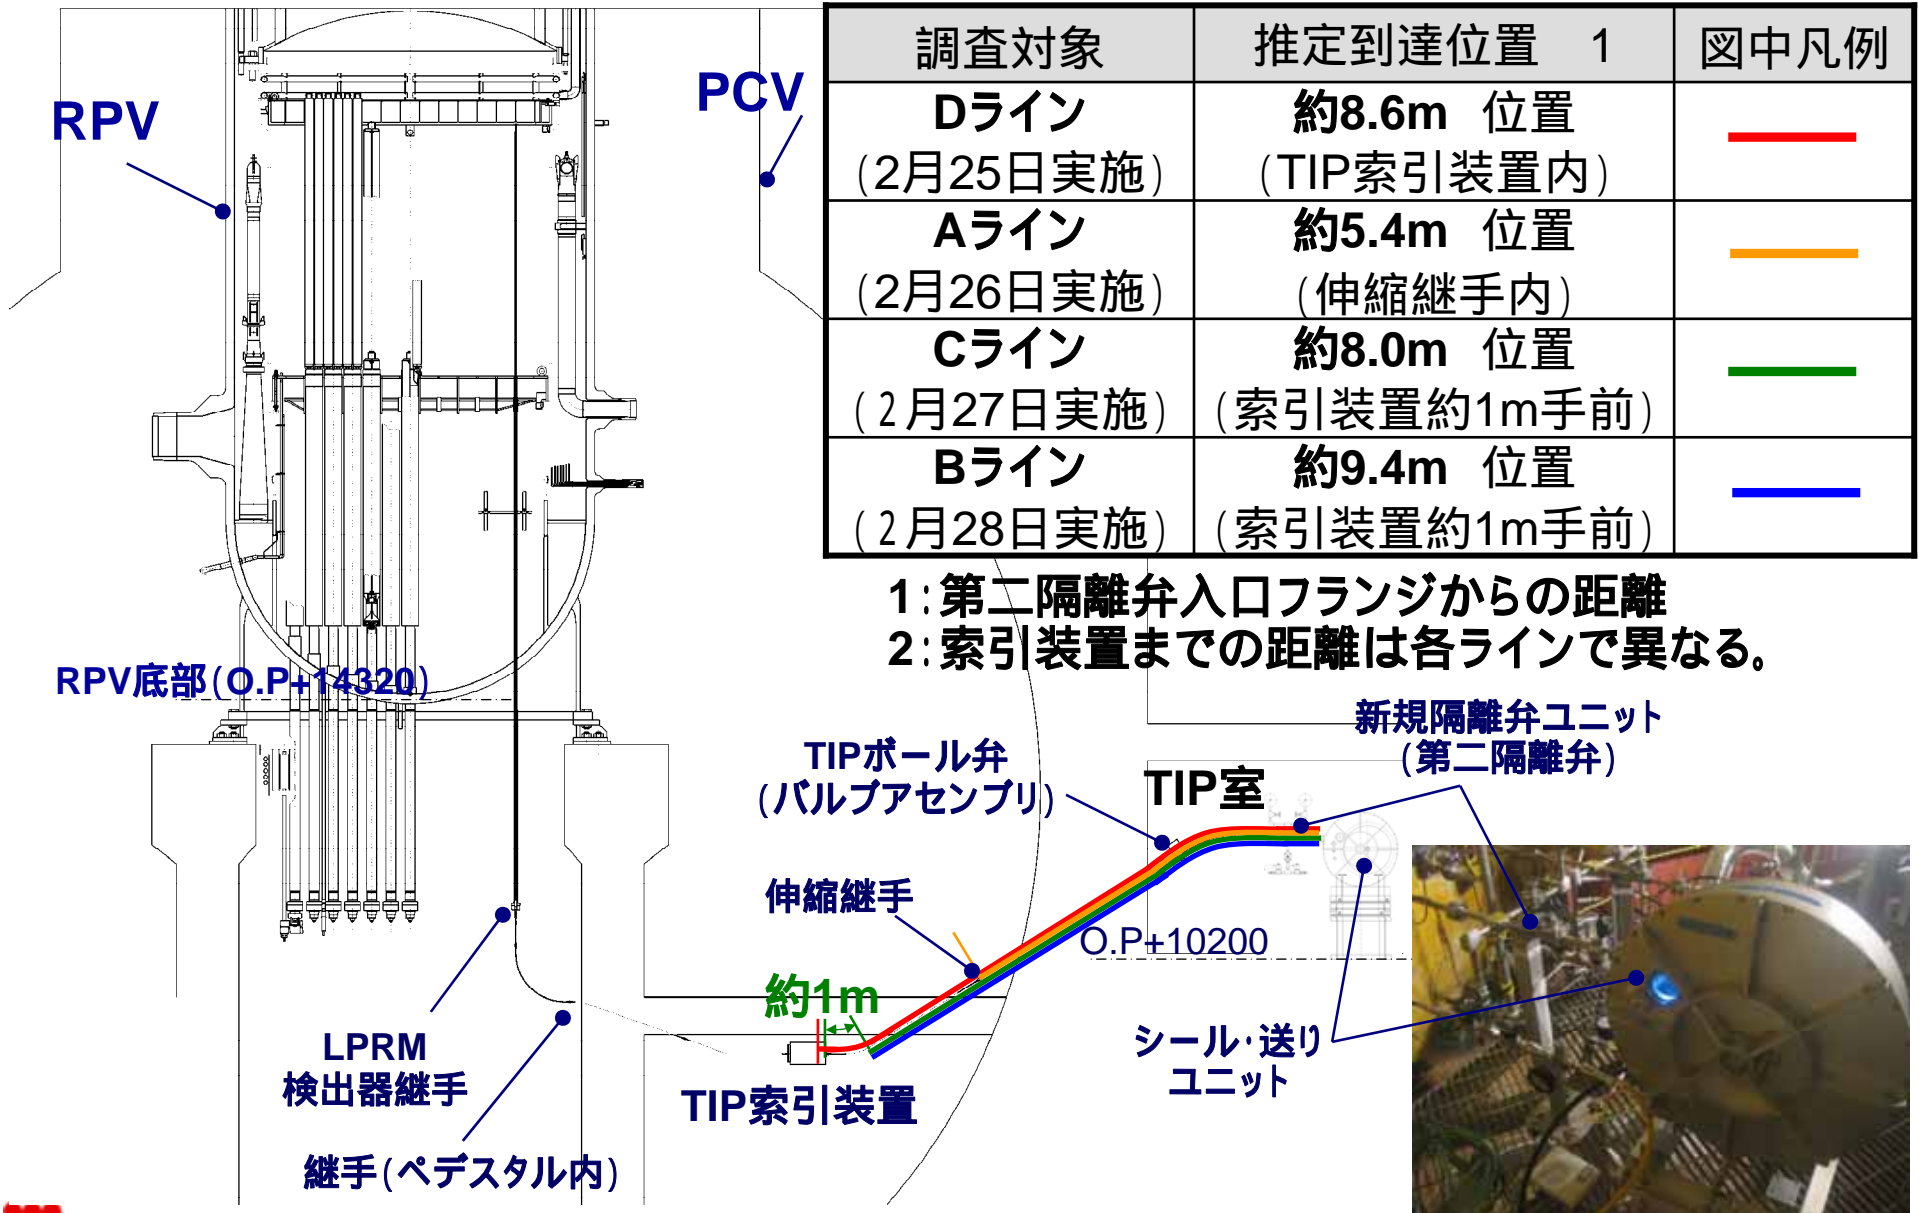 調査対象 推定到達位置 1 図中凡例
Dライン 約8.6m 位置
(2月25日実施) (TIP索引装置内)
Aライン 約5.4m 位置
(2月26日実施) (伸縮継手内)
Cライン 約8.0m 位置
(2月27日実施) (索引装置約1m手前)
Bライン 約9.4m 位置
(2月28日実施) (索引装置約1m手前)
1:第二隔離弁入口フランジからの距離
2:索引装置までの距離は各ラインで異なる。
RPV
PCV
RPV底部(O.P+14320)
新規隔離弁ユニット
(第二隔離弁)
TIPボール弁
(バルブアセンブリ)
TIP室
伸縮継手
O.P+10200
約1m
シール・送り
ユニット
LPRM
検出器継手
TIP索引装置
継手(ペデスタル内)